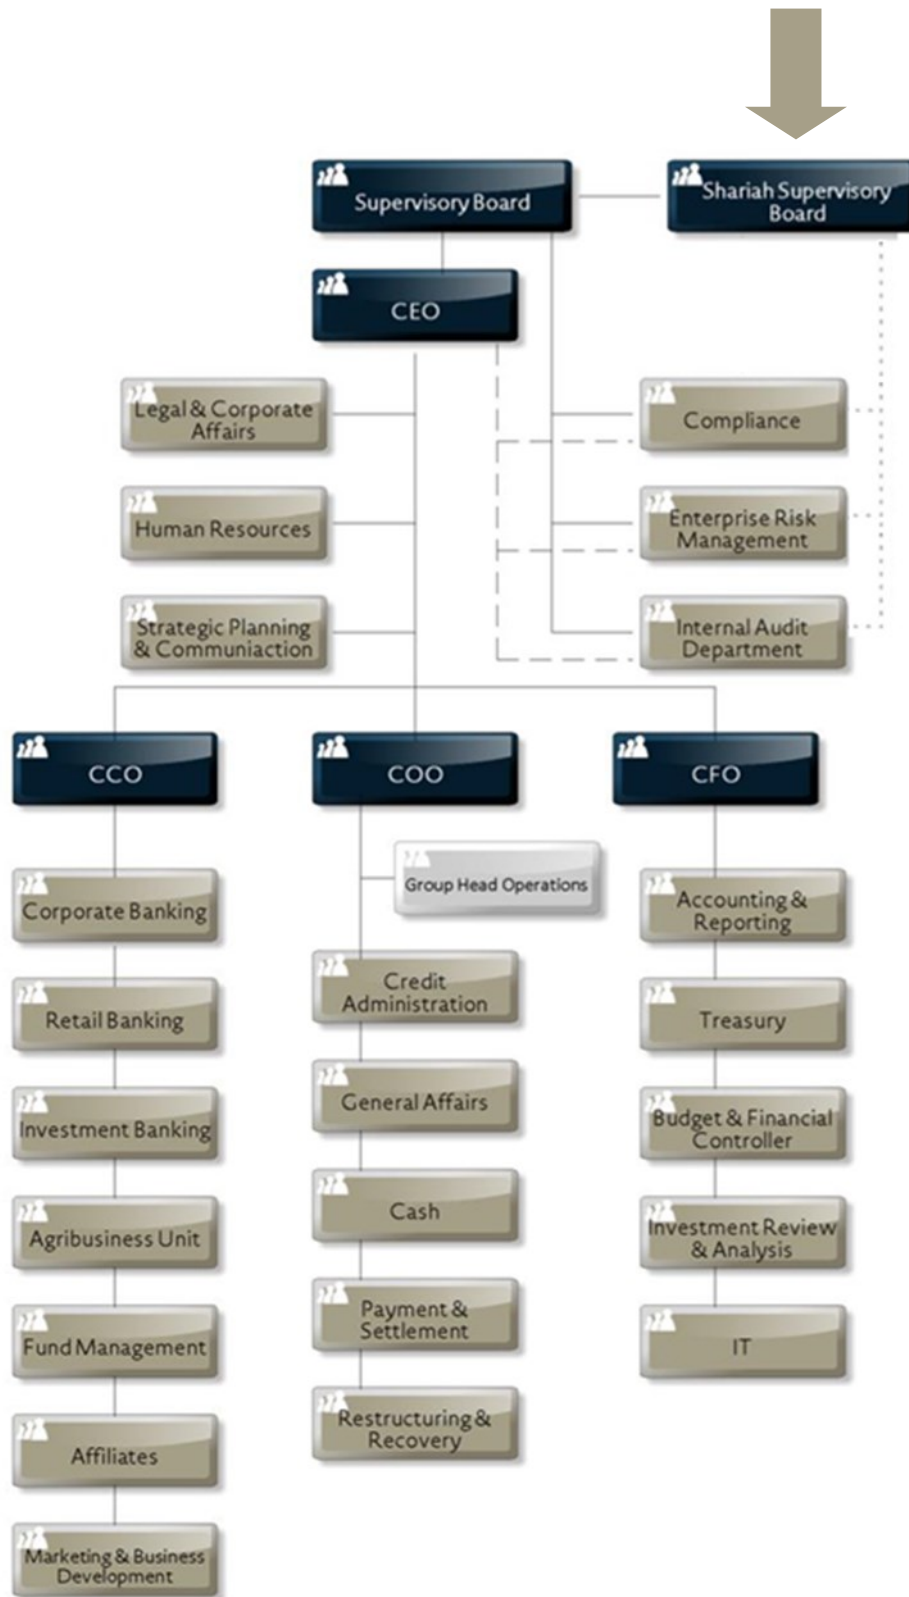 Supervisory Board
Shariah Supervisory
Board
CEO
Legal & Corporate
Affairs
Compliance
Human Resources
Enterprise Risk
Management
Strategic Planning
& Communiaction
Internal Audit
Department
CCO
COO
CFO
Group Head Operations
Corporate Banking
Accounting &
Reporting
Credit
Administration
Retail Banking
Treasury
General Affairs
Investment Banking
Budget & Financial
Controller
Cash
Agribusiness Unit
Investment Review
& Analysis
Payment &
Settlement
Fund Management
IT
Restructuring &
Recovery
Affiliates
Marketing & Business
Development